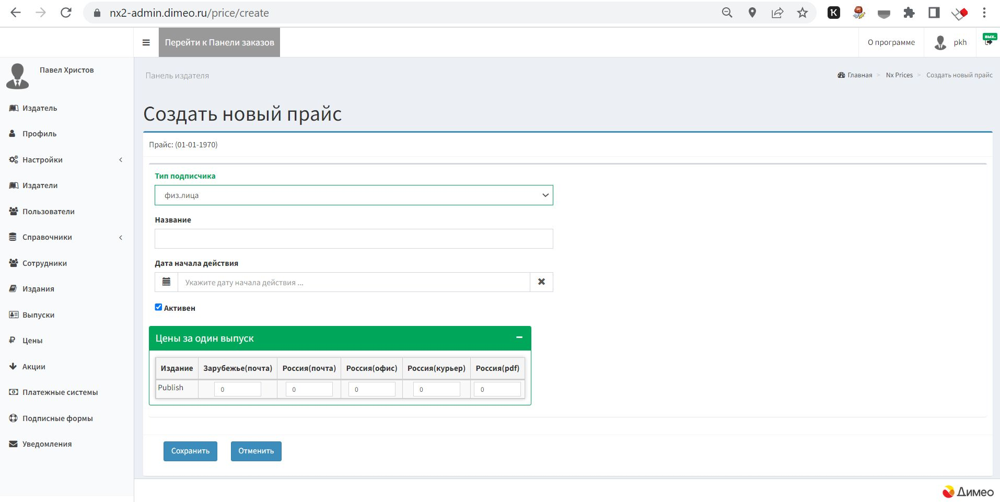 nx2-admin.dimeo.ru/price/create
Перейти к Панели заказов
О программе
pkh
вых.
Павел Христов
Издатель
Профиль
Настройки
Издатели
Пользователи
Справочники
Сотрудники
Издания
Выпуски
Цены
Акции
Платежные системы
Подписные формы
Уведомления
Панель издателя
Главная > Nx Prices > Создать новый прайс
Создать новый прайс
Прайс: (01-01-1970)
Тип подписчика
физ.лица
Название
Дата начала действия
Укажите дату начала действия ...
Активен
Цены за один выпуск
Издание Зарубежье(почта) Россия(почта) Россия(офис) Россия(курьер) Россия(pdf)
Publish 0 0 0 0 0
Сохранить Отменить
Димео